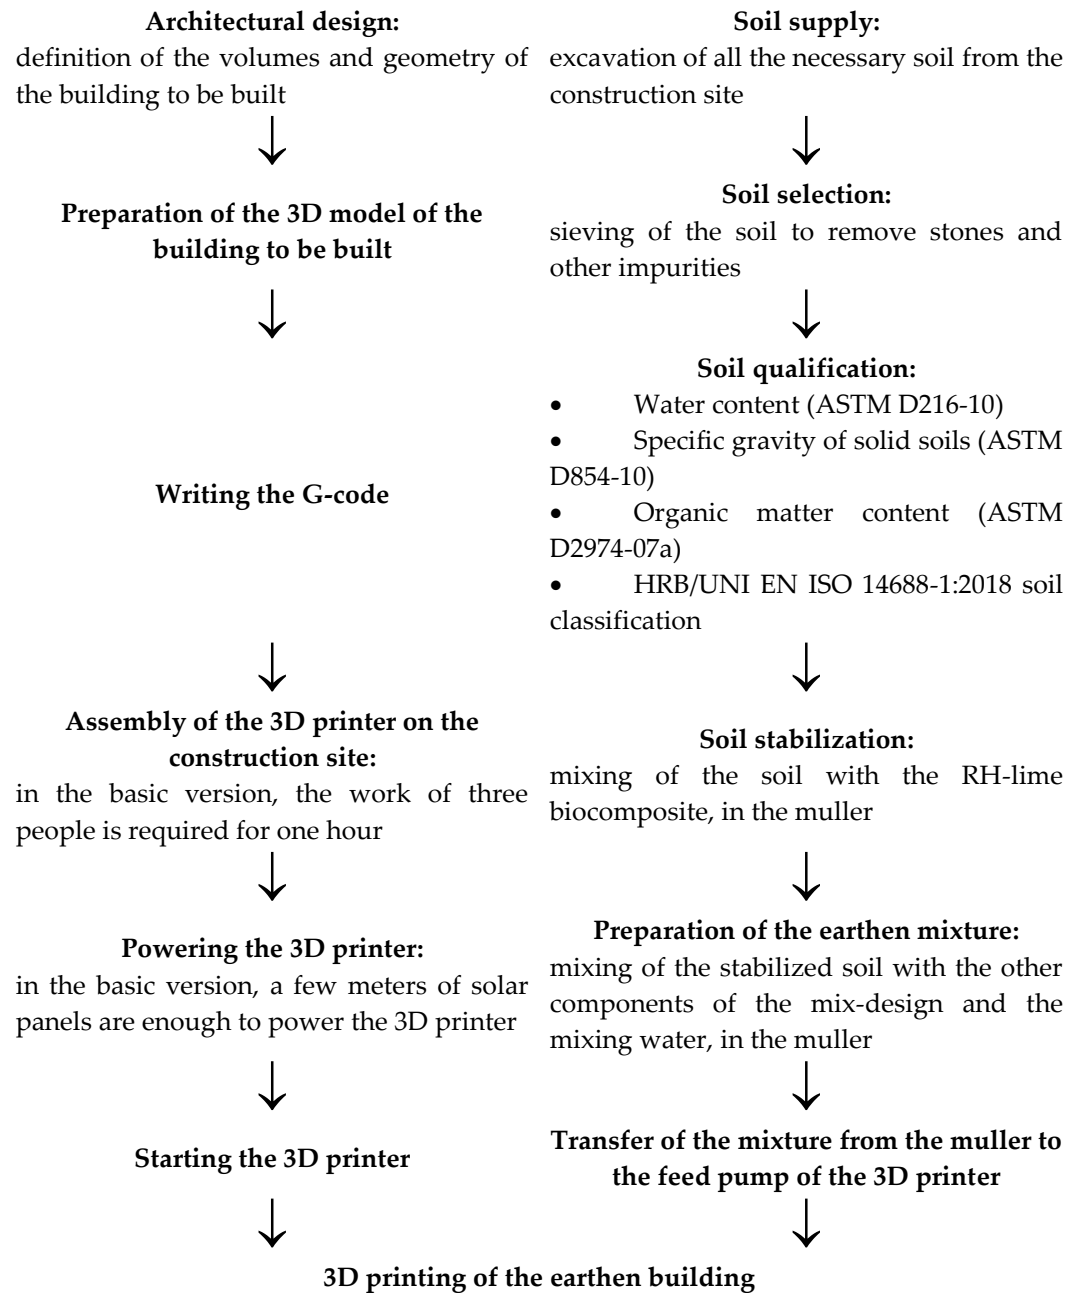 Architectural design:
definition of the volumes and geometry of
the building to be built
↓
Preparation of the 3D model of the
building to be built
↓
Writing the G-code
↓
Assembly of the 3D printer on the
construction site:
in the basic version, the work of three
people is required for one hour
↓
Powering the 3D printer:
in the basic version, a few meters of solar
panels are enough to power the 3D printer
↓
Starting the 3D printer
↓
Soil supply:
excavation of all the necessary soil from the
construction site
↓
Soil selection:
sieving of the soil to remove stones and
other impurities
↓
Soil qualification:
• Water content (ASTM D216-10)
• Specific gravity of solid soils (ASTM
D854-10)
• Organic matter content (ASTM
D2974-07a)
• HRB/UNI EN ISO 14688-1:2018 soil
classification
↓
Soil stabilization:
mixing of the soil with the RH-lime
biocomposite, in the muller
↓
Preparation of the earthen mixture:
mixing of the stabilized soil with the other
components of the mix-design and the
mixing water, in the muller
↓
Transfer of the mixture from the muller to
the feed pump of the 3D printer
↓
3D printing of the earthen building